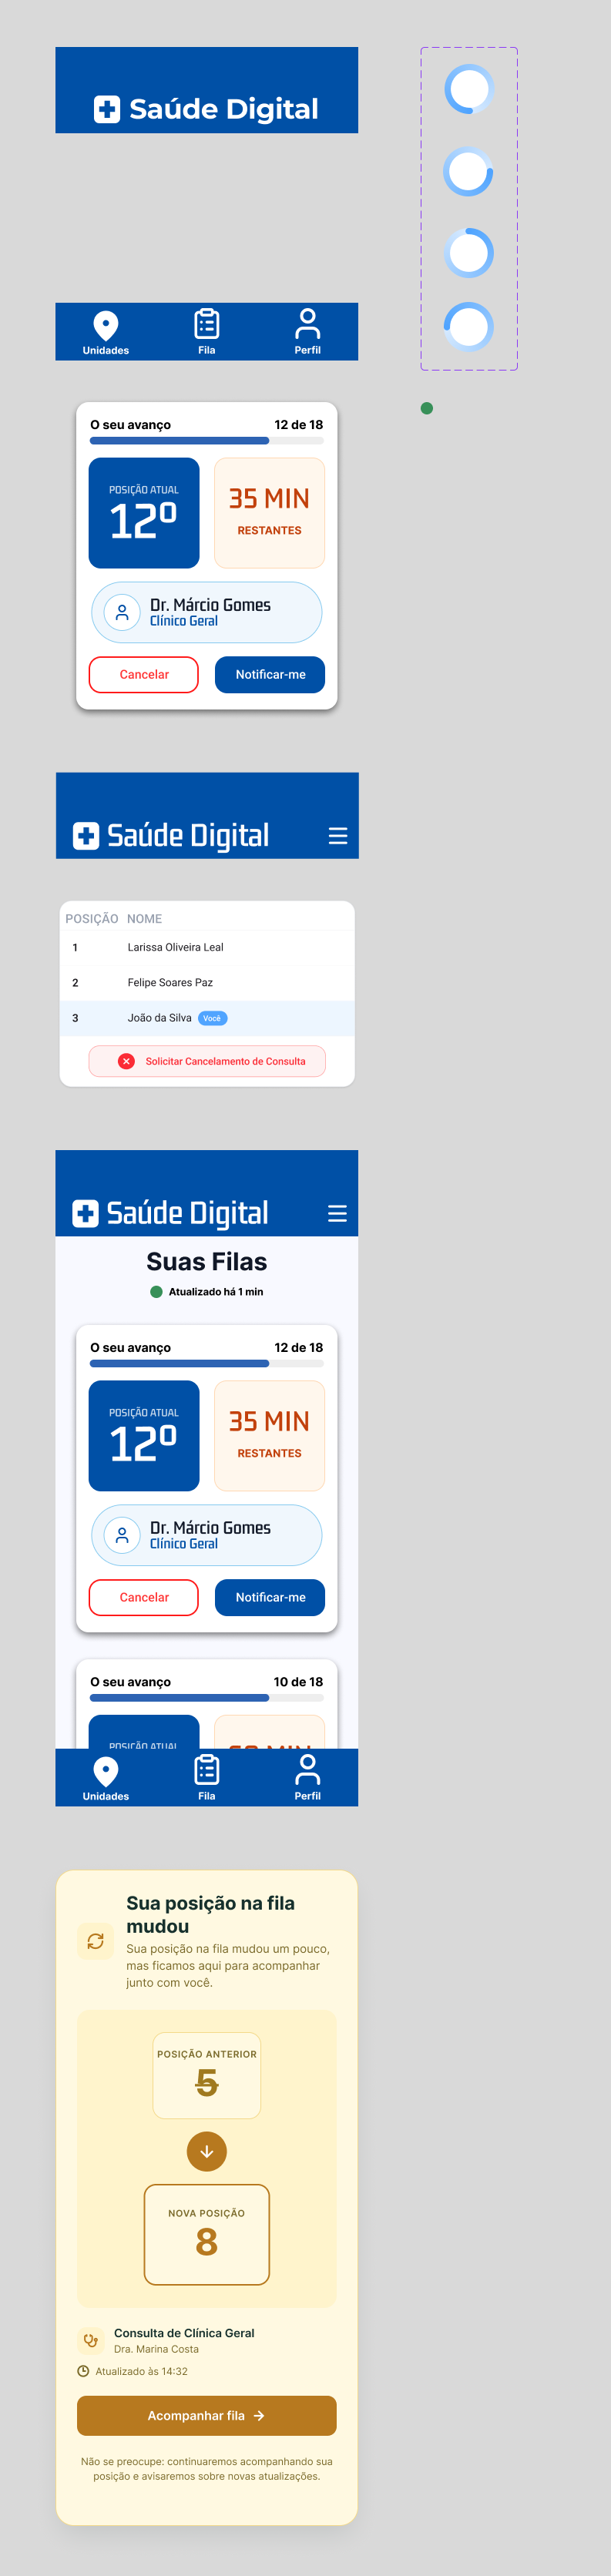 Saúde Digital
Unidades
Fila
Perfil
O seu avanço 12 de 18
POSIÇÃO ATUAL
12º
35 MIN
RESTANTES
Dr. Márcio Gomes
Clínico Geral
Cancelar
Notificar-me
Saúde Digital
POSIÇÃO NOME
1 Larissa Oliveira Leal
2 Felipe Soares Paz
3 João da Silva Você
Solicitar Cancelamento de Consulta
Saúde Digital
Suas Filas
Atualizado há 1 min
O seu avanço 12 de 18
POSIÇÃO ATUAL
12º
35 MIN
RESTANTES
Dr. Márcio Gomes
Clínico Geral
Cancelar
Notificar-me
O seu avanço 10 de 18
POSIÇÃO ATUAL
Unidades
Fila
Perfil
Sua posição na fila
mudou
Sua posição na fila mudou um pouco,
mas ficamos aqui para acompanhar
junto com você.
POSIÇÃO ANTERIOR
5
NOVA POSIÇÃO
8
Consulta de Clínica Geral
Dra. Marina Costa
Atualizado às 14:32
Acompanhar fila
Não se preocupe: continuaremos acompanhando sua
posição e avisaremos sobre novas atualizações.